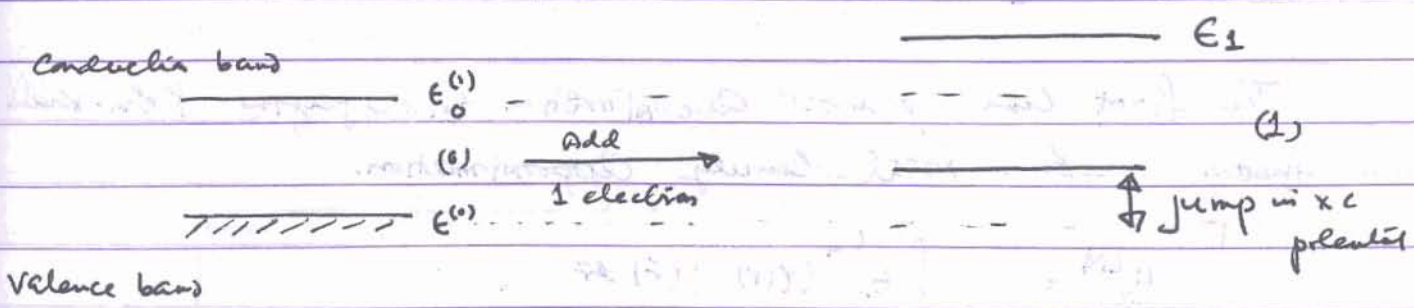 ϵ1
Conduction band
ϵ₀⁽¹⁾
(1)
(0) Add
1 electron
ϵ⁽⁰⁾ Jump in xc
potential
Valence band